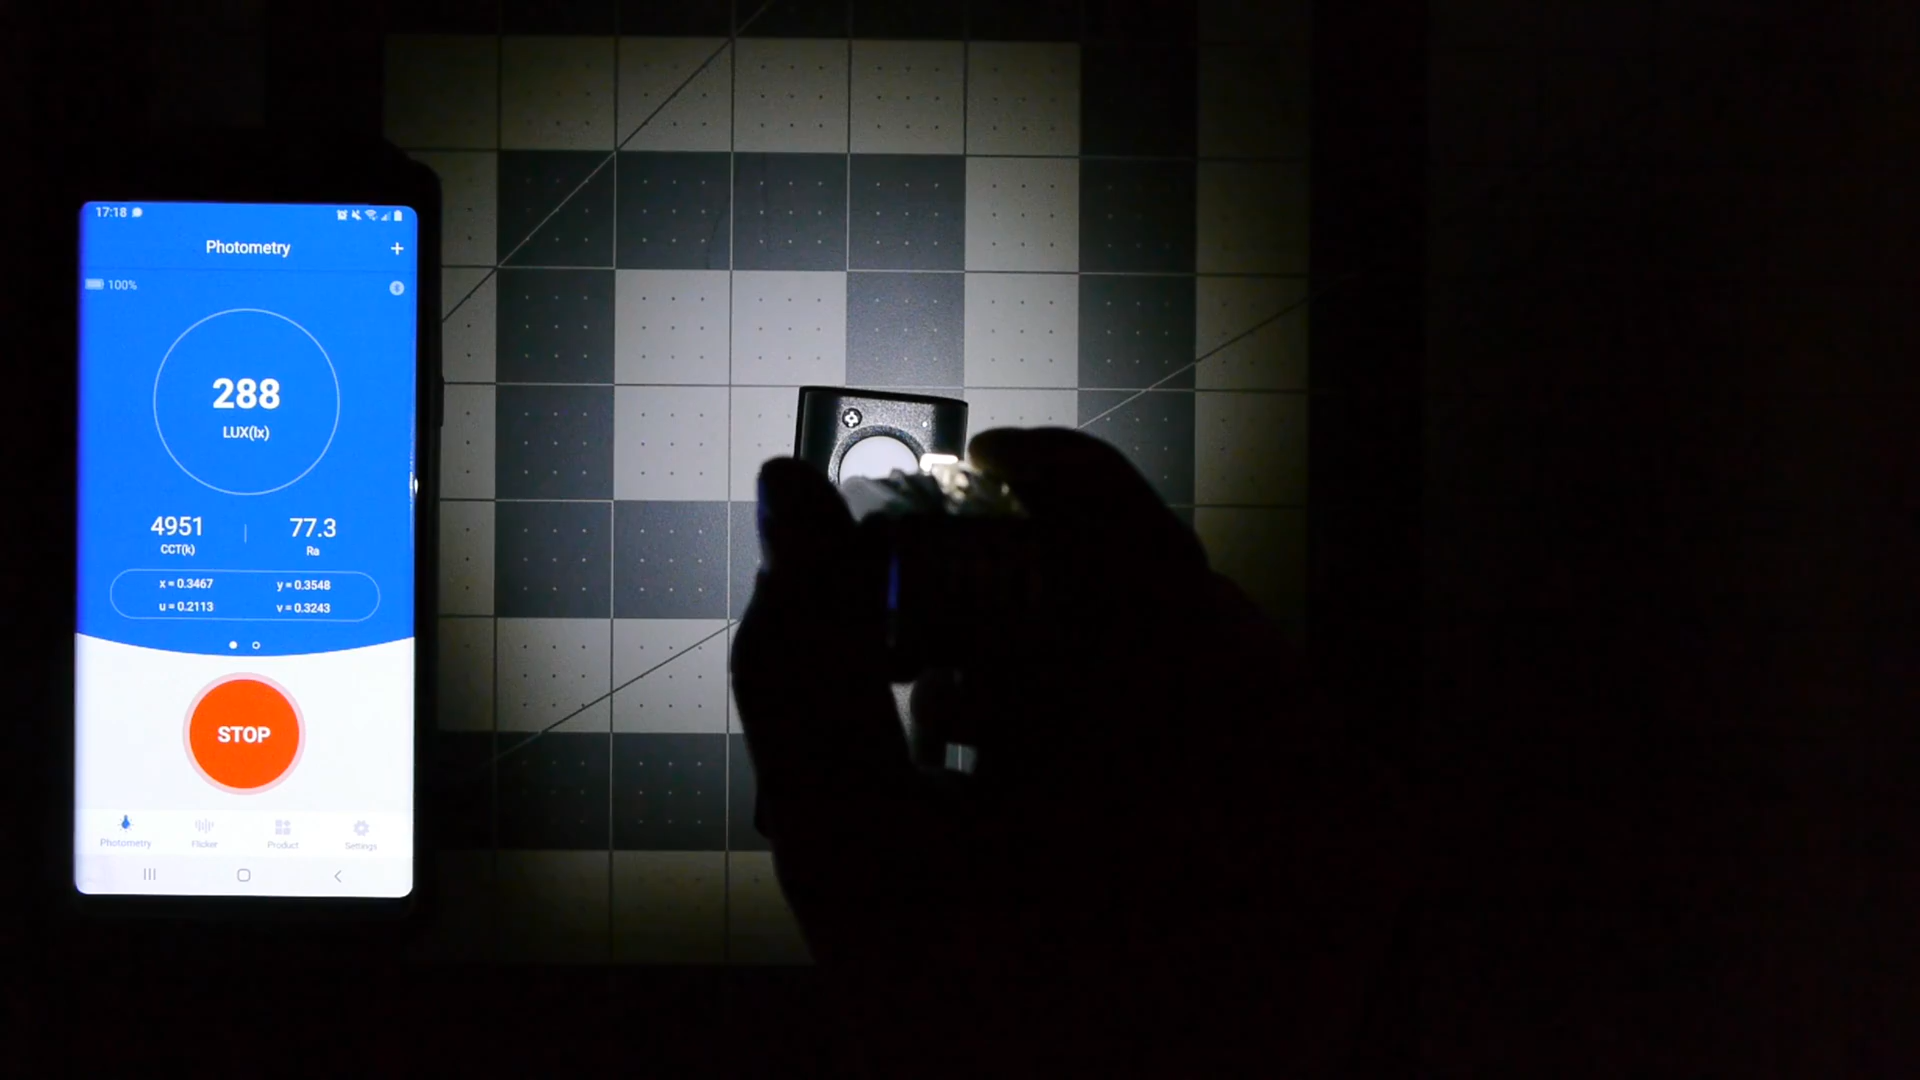 17:18
Photometry +
100%
288
LUX(lx)
4951 77.3
CCT(k) Ra
x = 0.3467 y = 0.3548
u = 0.2113 v = 0.3243
STOP
Photometry Flicker Product Settings